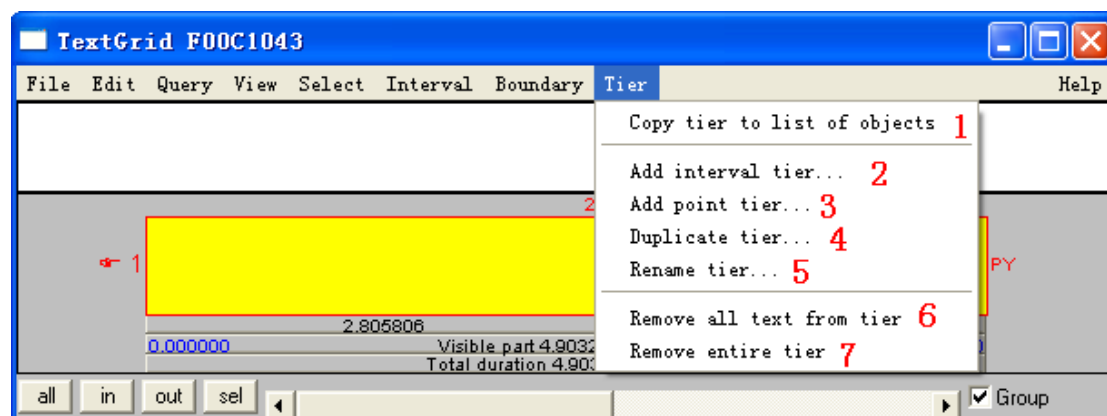 TextGrid F00C1043
File Edit Query View Select Interval Boundary Tier Help
Copy tier to list of objects 1
Add interval tier... 2
Add point tier... 3
Duplicate tier... 4
Rename tier... 5
Remove all text from tier 6
Remove entire tier 7
2
1
PY
2.805806
0.000000 Visible part 4.9032
Total duration 4.90
all in out sel Group